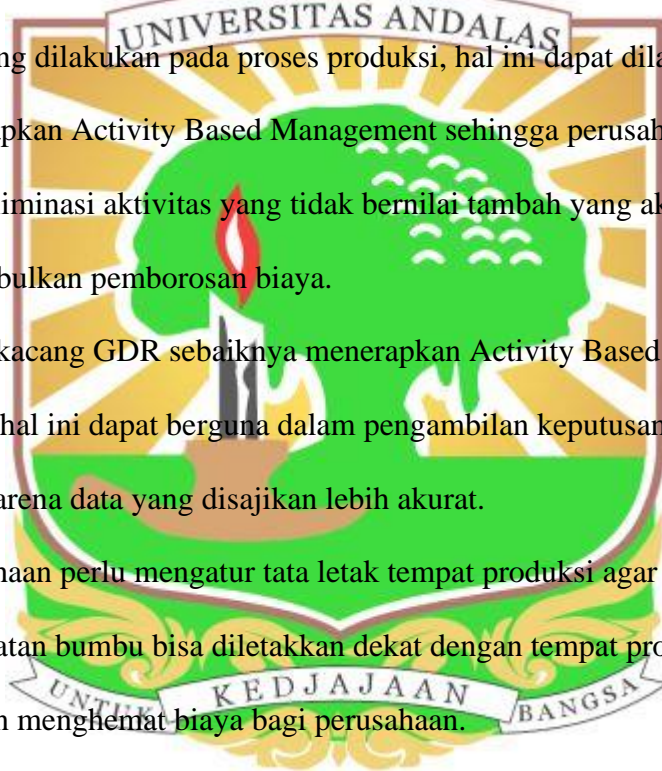 UNIVERSITAS ANDALAS
ng dilakukan pada proses produksi, hal ini dapat dila
pkan Activity Based Management sehingga perusah
iminasi aktivitas yang tidak bernilai tambah yang ak
bulkan pemborosan biaya.
kacang GDR sebaiknya menerapkan Activity Based
hal ini dapat berguna dalam pengambilan keputusan
arena data yang disajikan lebih akurat.
naan perlu mengatur tata letak tempat produksi agar
atan bumbu bisa diletakkan dekat dengan tempat pro
n menghemat biaya bagi perusahaan.
UNTUK KEDJAJAAN BANGSA